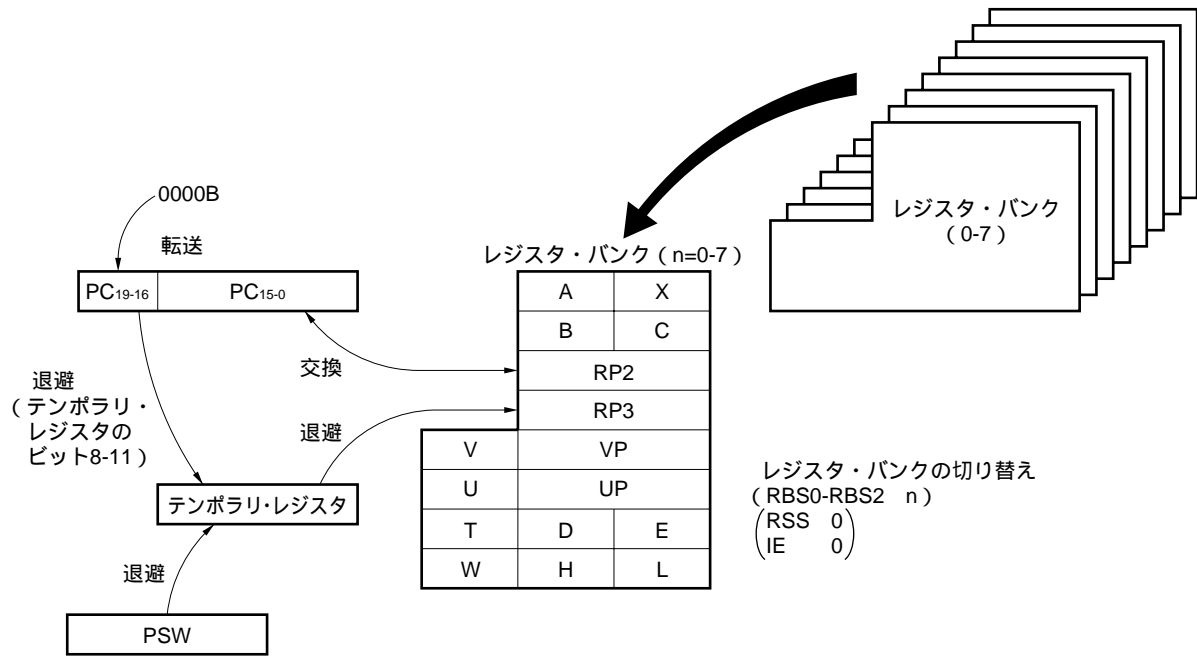 0000B
転送
PC19-16 PC15-0
退避
(テンポラリ・
レジスタの
ビット8-11)
交換
退避
テンポラリ・レジスタ
退避
PSW
レジスタ・バンク(n=0-7)
A X
B C
RP2
RP3
V VP
U UP
T D E
W H L
レジスタ・バンク
(0-7)
レジスタ・バンクの切り替え
(RBS0-RBS2 n)
(RSS 0
IE 0)